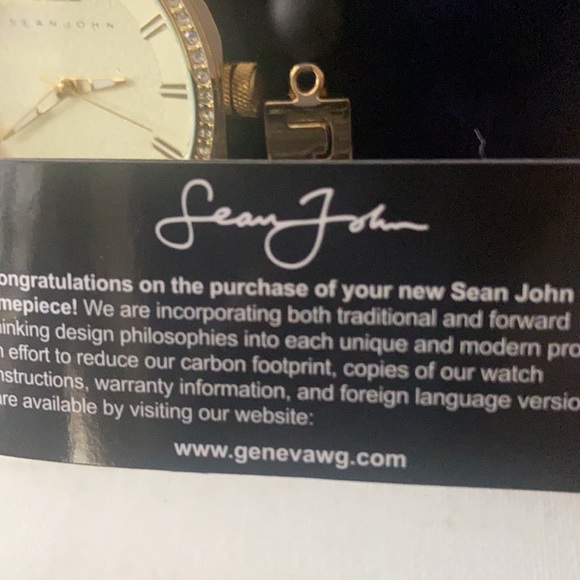 SEAN JOHN
Sean John
ongratulations on the purchase of your new Sean John
mepiece! We are incorporating both traditional and forward
inking design philosophies into each unique and modern pro
n effort to reduce our carbon footprint, copies of our watch
nstructions, warranty information, and foreign language versio
are available by visiting our website:
www.genevawg.com